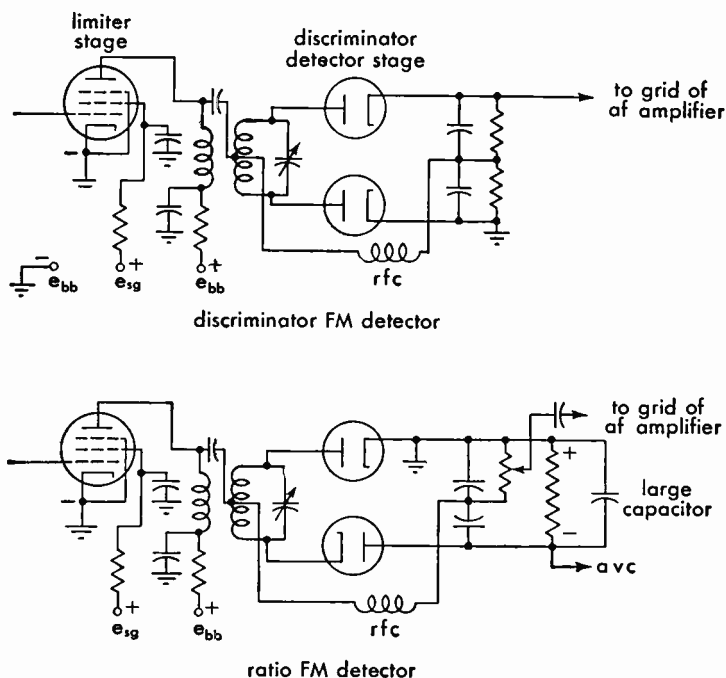 limiter
stage
discriminator
detector stage
to grid of
af amplifier
rfc
−
−
e_bb
+
e_sg
+
e_bb
discriminator FM detector
to grid of
af amplifier
+
−
large
capacitor
avc
−
rfc
+
e_sg
+
e_bb
ratio FM detector